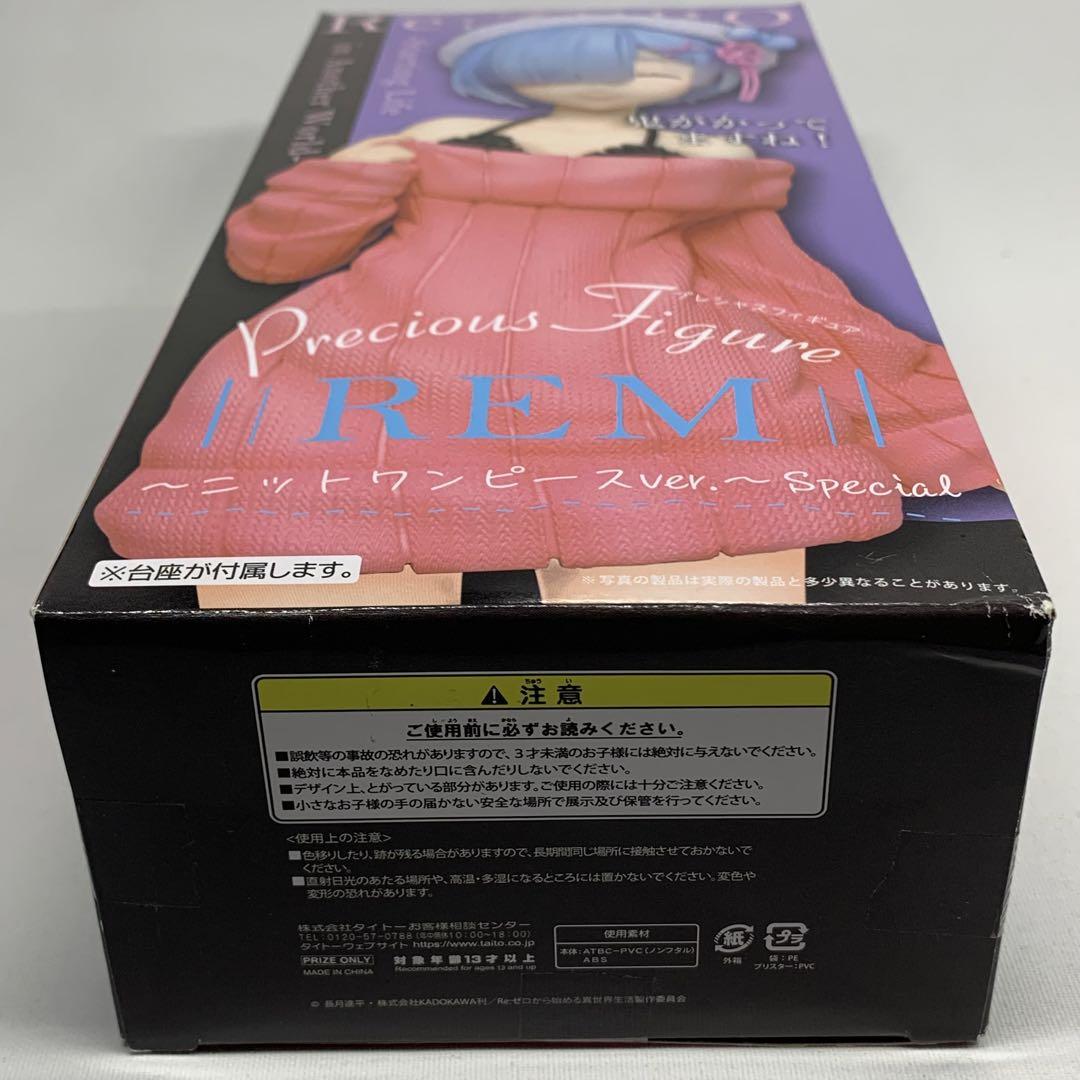 in Another World-
Precious Figure
プレシャスフィギュア
REM
～ニットワンピースver.～ Special
※台座が付属します。
※写真の製品は実際の製品と多少異なることがあります。
注意
ご使用前に必ずお読みください。
■誤飲等の事故の恐れがありますので、3才未満のお子様には絶対に与えないでください。
■絶対に本品をなめたり口に含んだりしないでください。
■デザイン上、とがっている部分があります。ご使用の際には十分ご注意ください。
■小さなお子様の手の届かない安全な場所で展示及び保管を行ってください。
<使用上の注意>
■色移りしたり、跡が残る場合がありますので、長期間同じ場所に接触させておかないで
ください。
■直射日光のあたる場所や、高温・多湿になるところには置かないでください。変色や
変形の恐れがあります。
株式会社タイトーお客様相談センター
TEL:0120-57-0788(年中無休10:00~18:00)
タイトーウェブサイト https://www.taito.co.jp
PRIZE ONLY 対象年齢13才以上
MADE IN CHINA Recommended for ages 13 and up
使用素材
本体:ATBC-PVC(ノンフタル)
ABS
紙
外箱
プラ
袋:PE
ブリスター:PVC
© 長月達平・株式会社KADOKAWA刊/Re:ゼロから始める異世界生活製作委員会